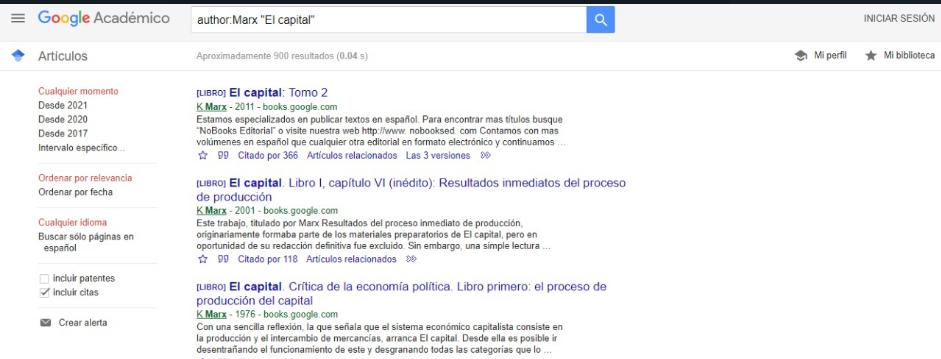 Google Académico
author:Marx "El capital"
INICIAR SESIÓN
Artículos
Aproximadamente 900 resultados (0.04 s)
Mi perfil
Mi biblioteca
Cualquier momento
Desde 2021
Desde 2020
Desde 2017
Intervalo específico...
Ordenar por relevancia
Ordenar por fecha
Cualquier idioma
Buscar sólo páginas en
español
incluir patentes
incluir citas
Crear alerta
[LIBRO] El capital: Tomo 2
K Marx - 2011 - books.google.com
Estamos especializados en publicar textos en español. Para encontrar mas títulos busque
"NoBooks Editorial" o visite nuestra web http://www. nobooksed. com Contamos con mas
volúmenes en español que cualquier otra editorial en formato electrónico y continuamos ...
Citado por 366 Artículos relacionados Las 3 versiones
[LIBRO] El capital. Libro I, capítulo VI (inédito): Resultados inmediatos del proceso
de producción
K Marx - 2001 - books.google.com
Este trabajo, titulado por Marx Resultados del proceso inmediato de producción,
originariamente formaba parte de los materiales preparatorios de El capital, pero en
oportunidad de su redacción definitiva fue excluido. Sin embargo, una simple lectura ...
Citado por 118 Artículos relacionados
[LIBRO] El capital. Crítica de la economía política. Libro primero: el proceso de
producción del capital
K Marx - 1976 - books.google.com
Con una sencilla reflexión, la que señala que el sistema económico capitalista consiste en
la producción y el intercambio de mercancías, arranca El capital. Desde ella es posible ir
desentrañando el funcionamiento de este y desgranando todas las categorías que lo ...